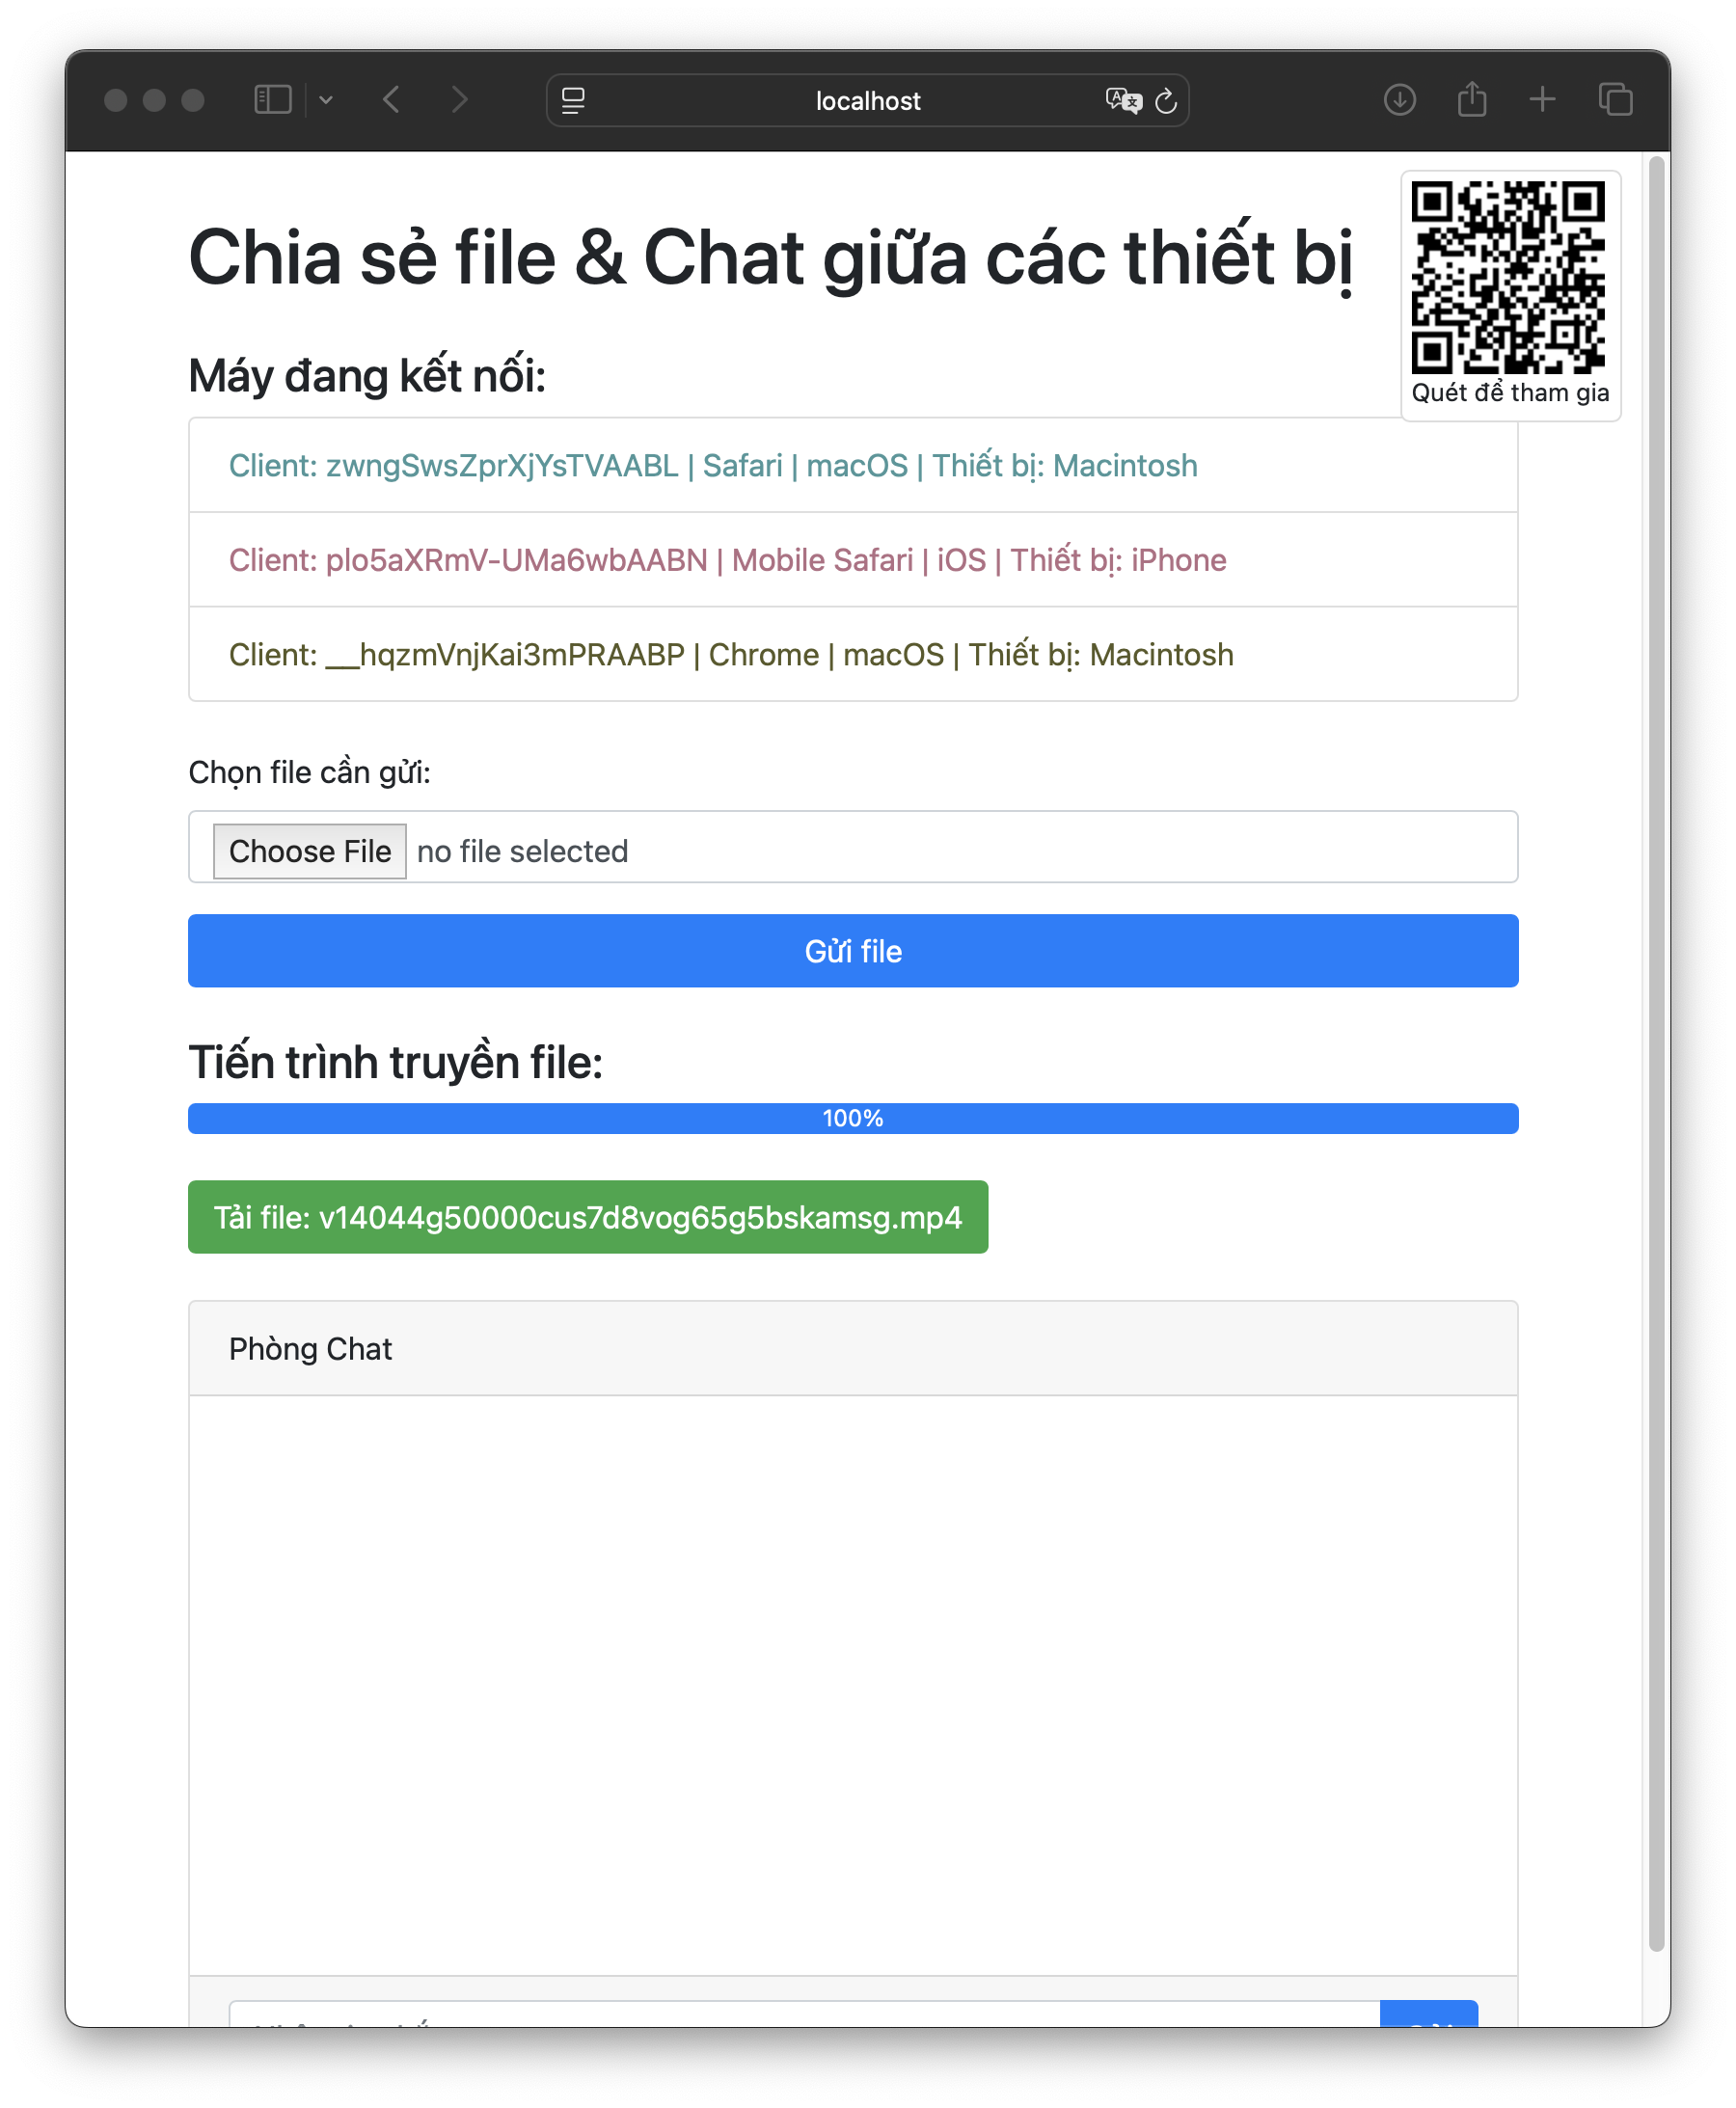 localhost
Chia sẻ file & Chat giữa các thiết bị
Quét để tham gia
Máy đang kết nối:
Client: zwngSwsZprXjYsTVAABL | Safari | macOS | Thiết bị: Macintosh
Client: plo5aXRmV-UMa6wbAABN | Mobile Safari | iOS | Thiết bị: iPhone
Client: __hqzmVnjKai3mPRAABP | Chrome | macOS | Thiết bị: Macintosh
Chọn file cần gửi:
Choose File no file selected
Gửi file
Tiến trình truyền file:
100%
Tải file: v14044g50000cus7d8vog65g5bskamsg.mp4
Phòng Chat